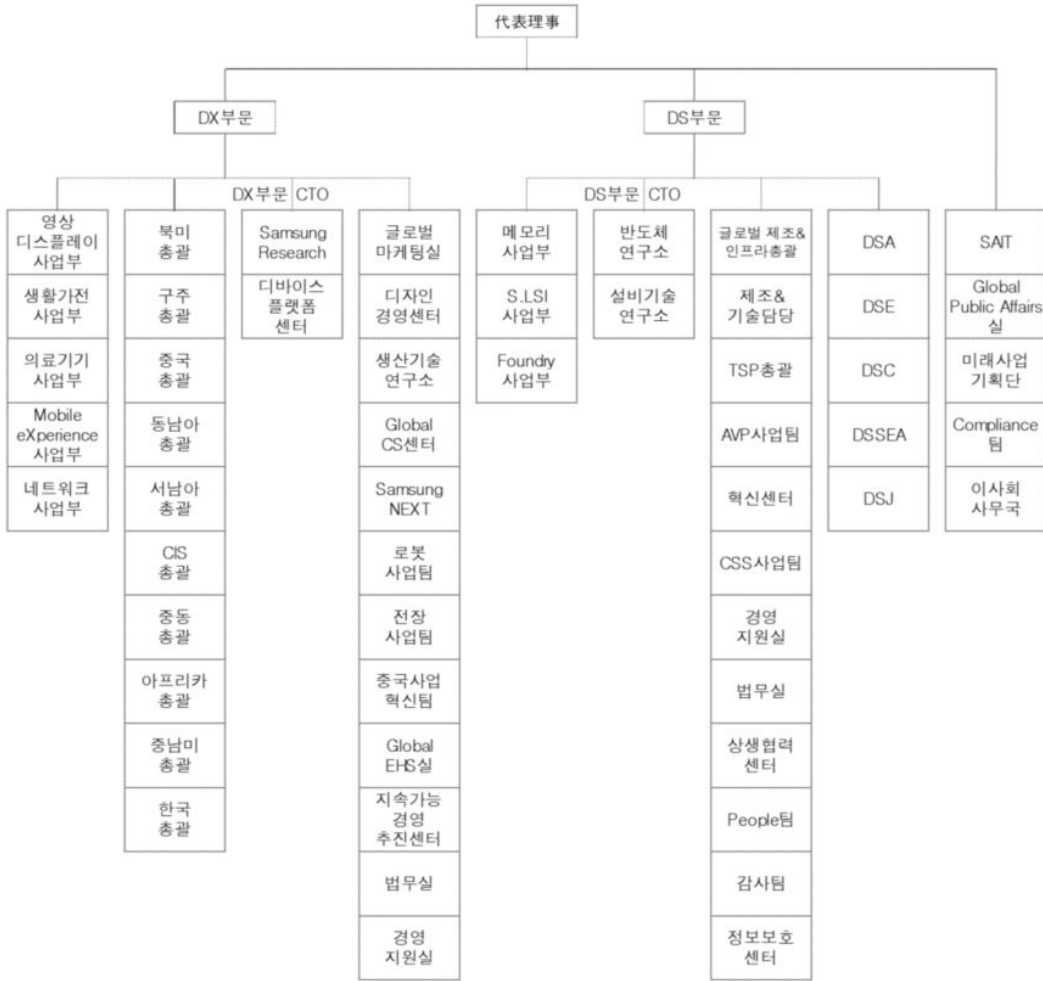 代表理事
DX부문
DS부문
DX부문 CTO
DS부문 CTO
영상
디스플레이
사업부
생활가전
사업부
의료기기
사업부
Mobile
eXperience
사업부
네트워크
사업부
북미
총괄
구주
총괄
중국
총괄
동남아
총괄
서남아
총괄
CIS
총괄
중동
총괄
아프리카
총괄
중남미
총괄
한국
총괄
Samsung
Research
디바이스
플랫폼
센터
글로벌
마케팅실
디자인
경영센터
생산기술
연구소
Global
CS센터
Samsung
NEXT
로봇
사업팀
전장
사업팀
중국사업
혁신팀
Global
EHS실
지속가능
경영
추진센터
법무실
경영
지원실
메모리
사업부
S.LSI
사업부
Foundry
사업부
반도체
연구소
설비기술
연구소
글로벌 제조&
인프라총괄
제조&
기술담당
TSP총괄
AVP사업팀
혁신센터
CSS사업팀
경영
지원실
법무실
상생협력
센터
People팀
감사팀
정보보호
센터
DSA
DSE
DSC
DSSEA
DSJ
SAIT
Global
Public Affairs
실
미래사업
기획단
Compliance
팀
이사회
사무국